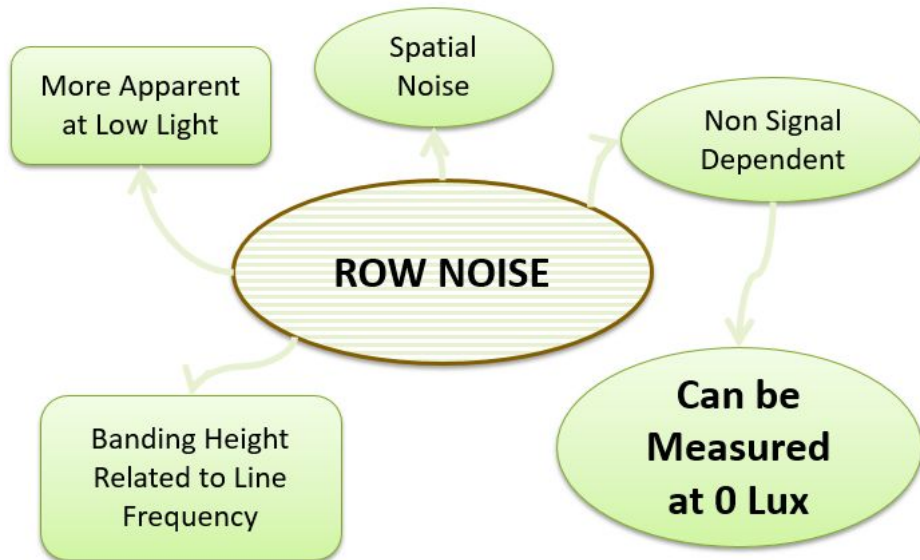 Spatial
Noise
More Apparent
at Low Light
Non Signal
Dependent
ROW NOISE
Can be
Measured
at 0 Lux
Banding Height
Related to Line
Frequency